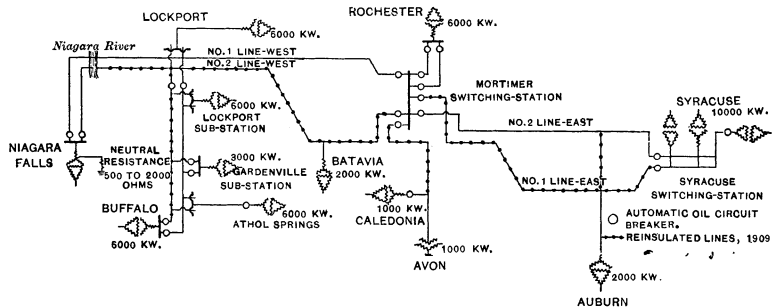 LOCKPORT
6000 KW.
ROCHESTER
6000 KW.
Niagara River
NO.1 LINE-WEST
NO.2 LINE-WEST
MORTIMER
SWITCHING-STATION
SYRACUSE
10000 KW.
6000 KW.
LOCKPORT
SUB-STATION
NO.2 LINE-EAST
NIAGARA
FALLS
NEUTRAL
RESISTANCE
500 TO 2000
OHMS
3000 KW.
GARDENVILLE
SUB-STATION
BATAVIA
2000 KW.
NO.1 LINE-EAST
SYRACUSE
SWITCHING-STATION
BUFFALO
6000 KW.
6000 KW.
ATHOL SPRINGS
1000 KW.
CALEDONIA
AUTOMATIC OIL CIRCUIT
BREAKER.
REINSULATED LINES, 1909
1000 KW.
AVON
2000 KW.
AUBURN